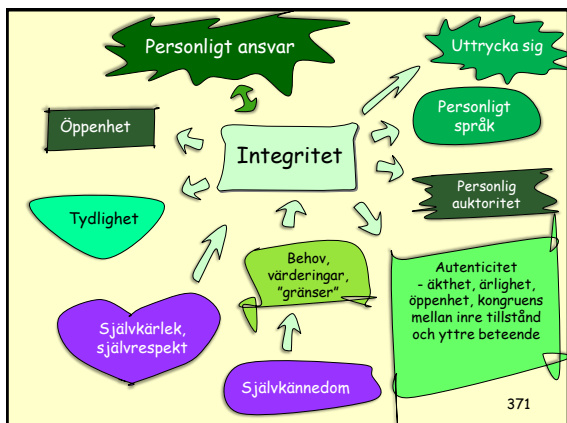 Personligt ansvar
Uttrycka sig
Öppenhet
Personligt
språk
Integritet
Personlig
auktoritet
Tydlighet
Behov,
värderingar,
"gränser"
Autenticitet
- äkthet, ärlighet,
öppenhet, kongruens
mellan inre tillstånd
och yttre beteende
Självkärlek,
självrespekt
Självkännedom
371